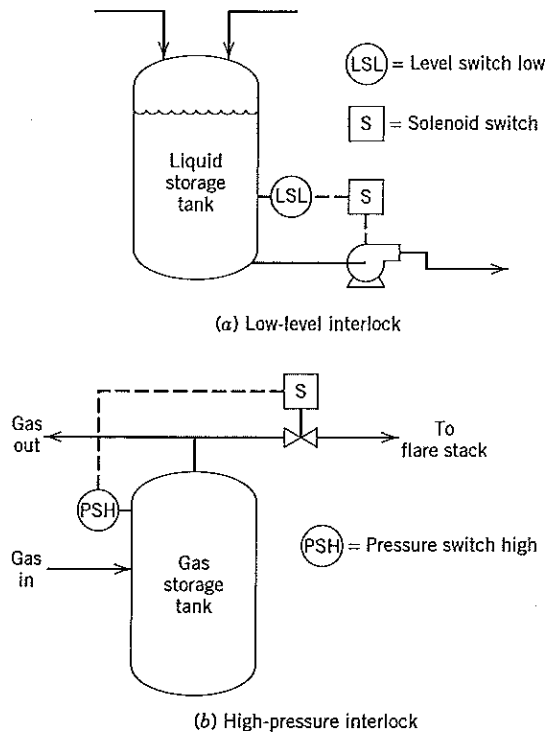 LSL = Level switch low
S = Solenoid switch
Liquid
storage
tank
LSL
S
(a) Low-level interlock
S
Gas
out
To
flare stack
PSH
PSH = Pressure switch high
Gas
in
Gas
storage
tank
(b) High-pressure interlock